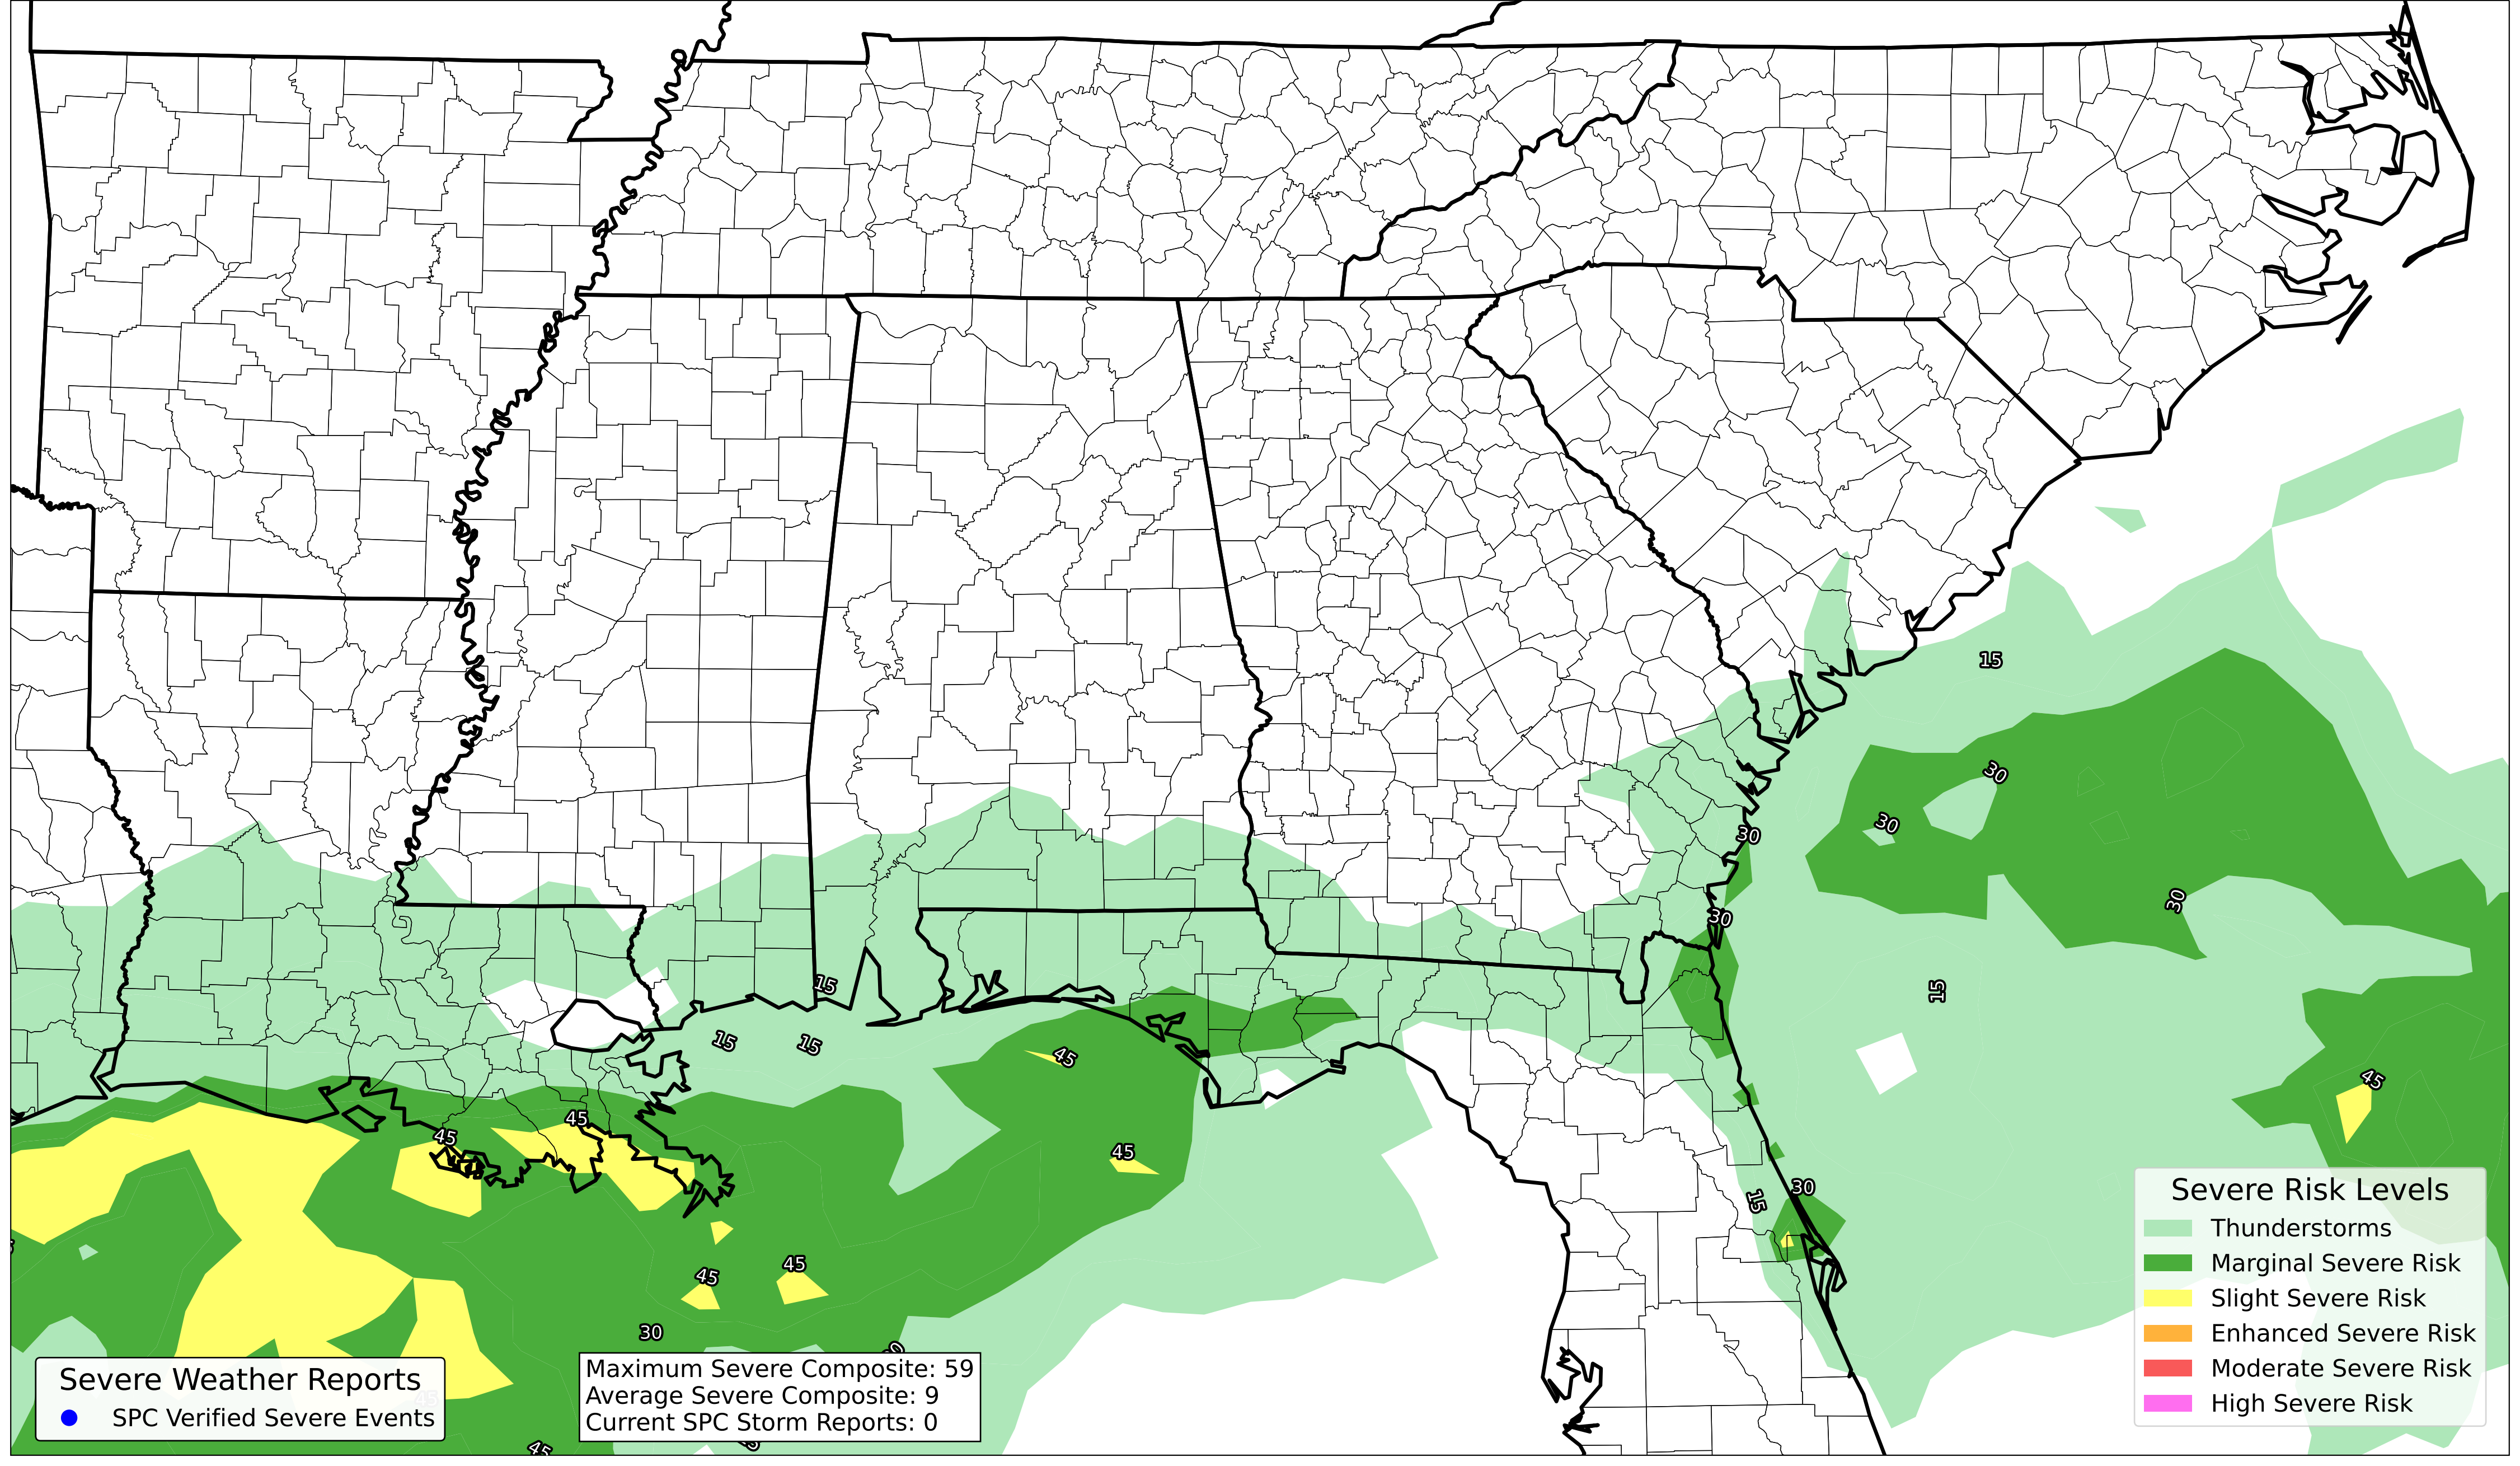 15
30
30
30
30
30
30
15
15
15
15
45
45
45
45
45
15
30
45
45
30
Severe Risk Levels
Thunderstorms
Marginal Severe Risk
Slight Severe Risk
Enhanced Severe Risk
Moderate Severe Risk
High Severe Risk
Severe Weather Reports
SPC Verified Severe Events
Maximum Severe Composite: 59
Average Severe Composite: 9
Current SPC Storm Reports: 0
45